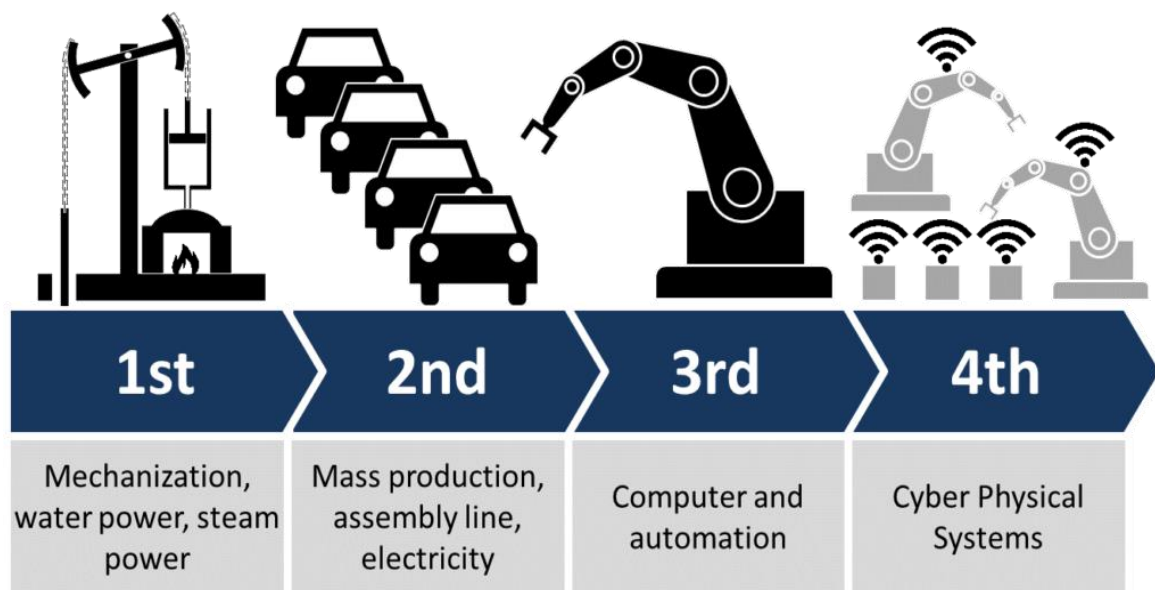 1st
2nd
3rd
4th
Mechanization,
water power, steam
power
Mass production,
assembly line,
electricity
Computer and
automation
Cyber Physical
Systems